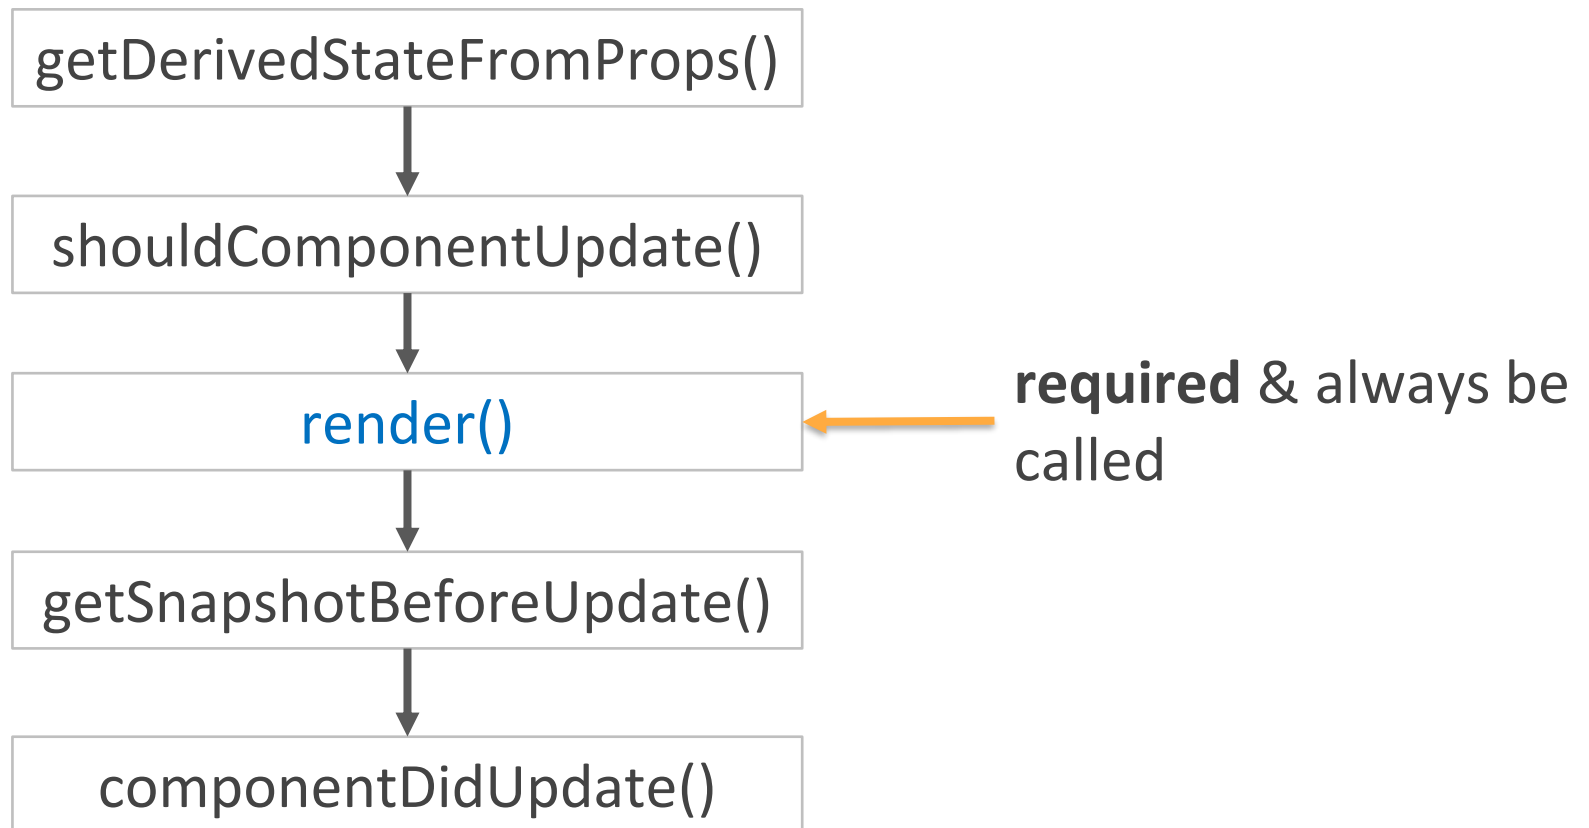 getDerivedStateFromProps()
shouldComponentUpdate()
render()
required & always be
called
getSnapshotBeforeUpdate()
componentDidUpdate()